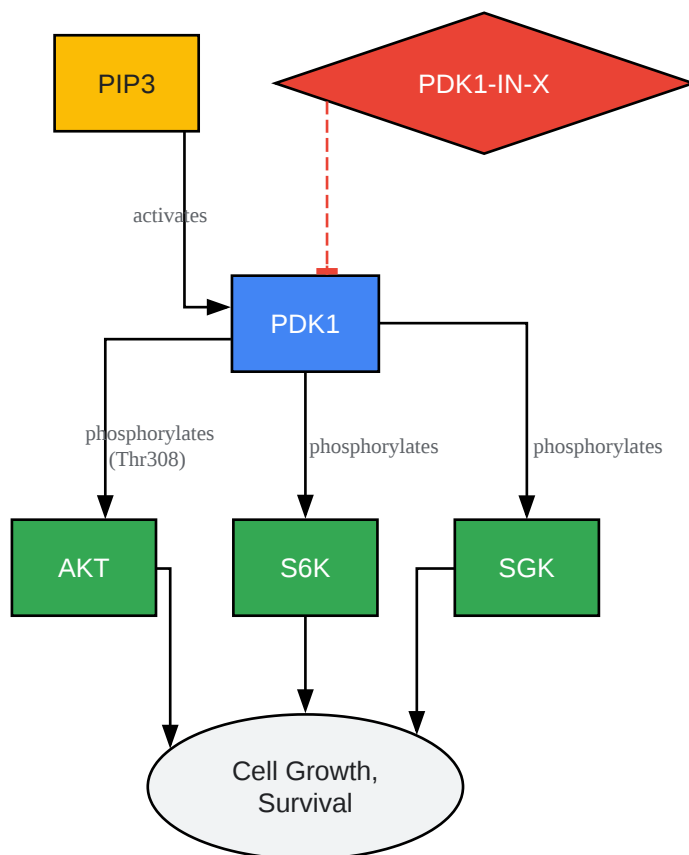 PIP3
PDK1-IN-X
activates
PDK1
phosphorylates
(Thr308)
phosphorylates
phosphorylates
AKT
S6K
SGK
Cell Growth,
Survival